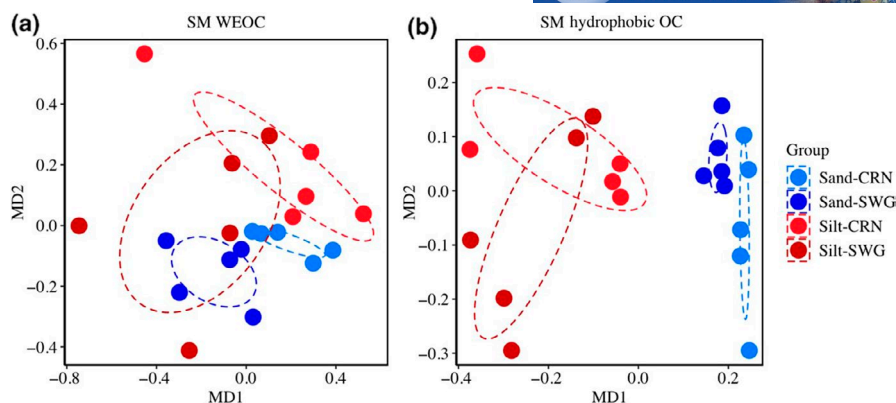 (a)
SM WEOC
MD2
0.6
0.4
0.2
0.0
−0.2
−0.4
−0.8
−0.4
0.0
0.4
MD1
(b)
SM hydrophobic OC
MD2
0.2
0.1
0.0
−0.1
−0.2
−0.3
−0.4
−0.2
0.0
0.2
MD1
Group
Sand-CRN
Sand-SWG
Silt-CRN
Silt-SWG